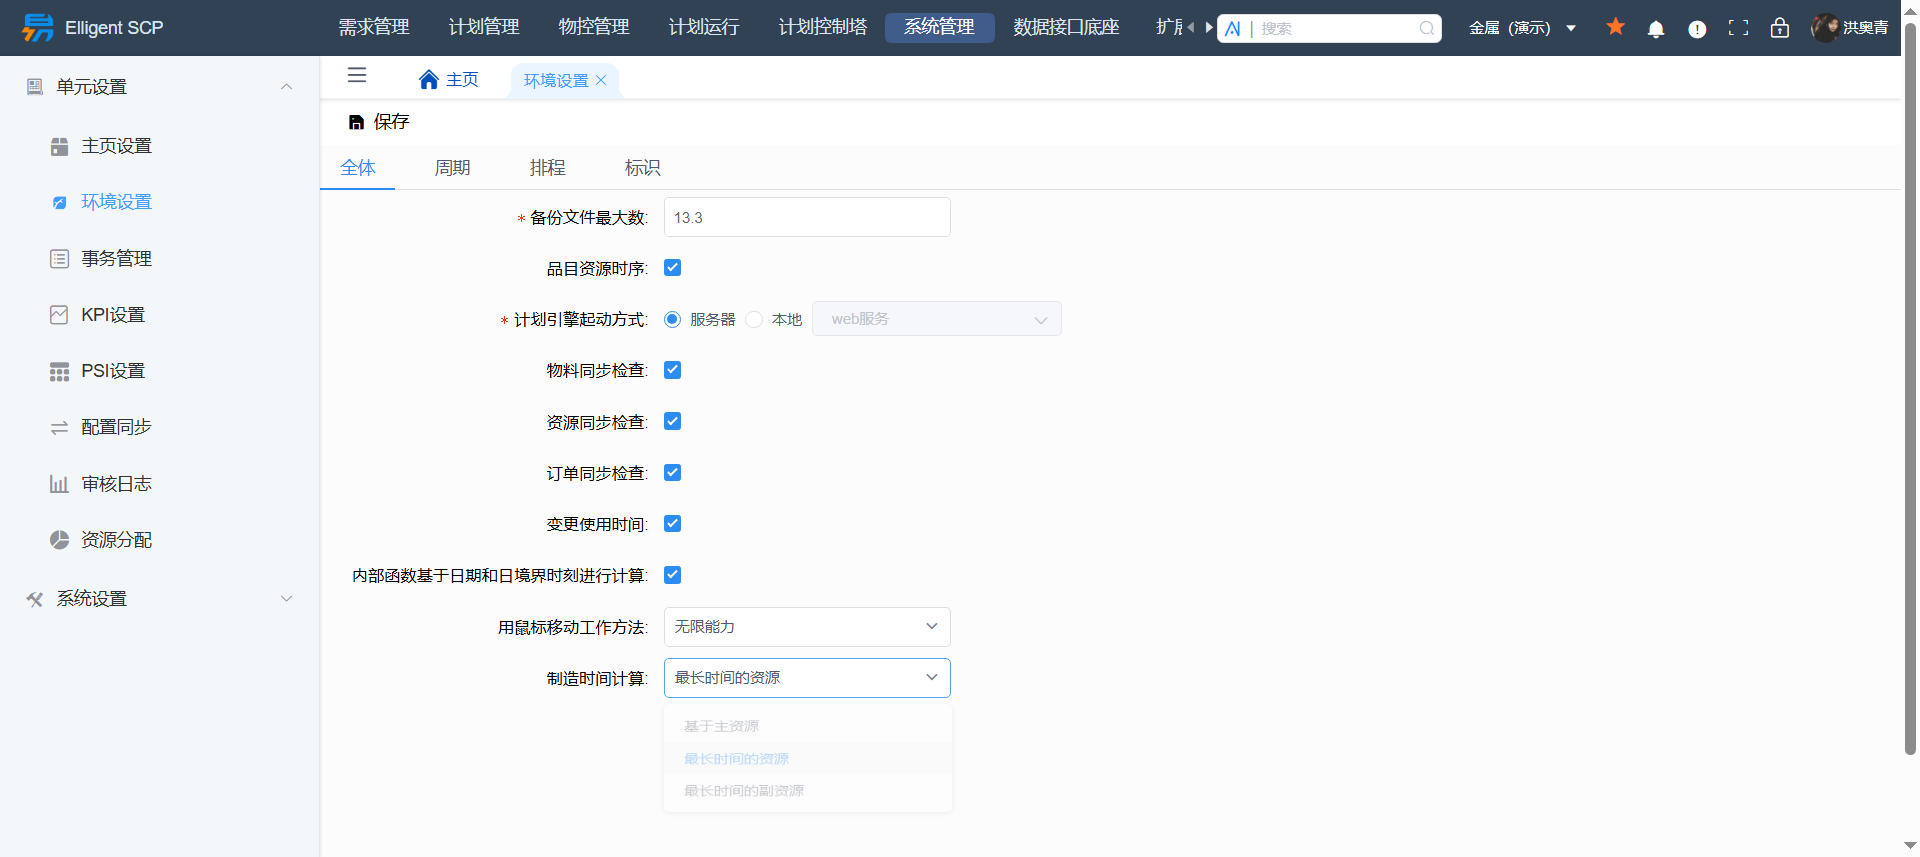 Elligent SCP
需求管理 计划管理 物控管理 计划运行 计划控制塔 系统管理 数据接口底座 扩
AI | 搜索
金属（演示）
洪奥青
单元设置
主页设置
环境设置
事务管理
KPI设置
PSI设置
配置同步
审核日志
资源分配
系统设置
主页 环境设置
保存
全体 周期 排程 标识
* 备份文件最大数: 13.3
品目资源时序:
* 计划引擎起动方式: 服务器 本地 web服务
物料同步检查:
资源同步检查:
订单同步检查:
变更使用时间:
内部函数基于日期和日境界时刻进行计算:
用鼠标移动工作方法: 无限能力
制造时间计算: 最长时间的资源
基于主资源
最长时间的资源
最长时间的副资源